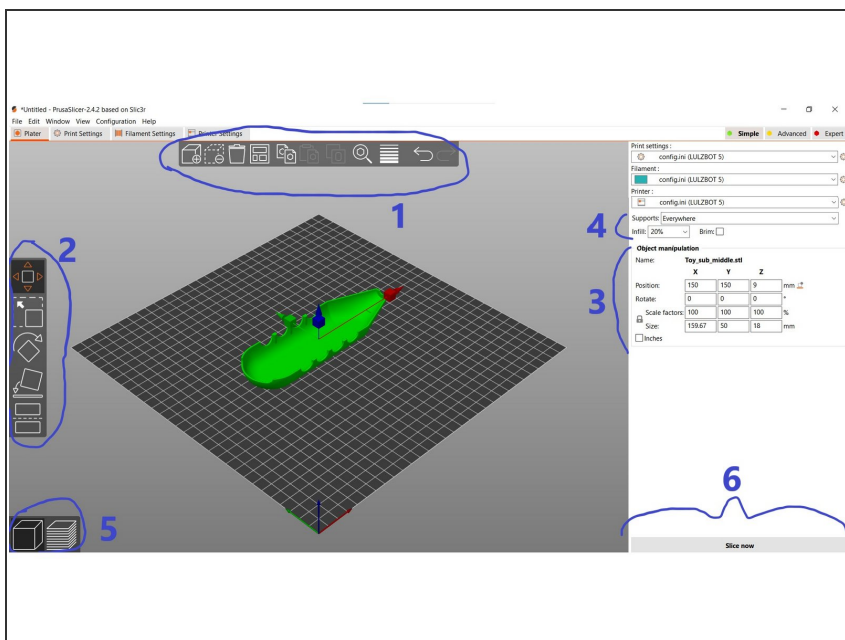 *Untitled - PrusaSlicer-2.4.2 based on Slic3r
File Edit Window View Configuration Help
Plater Print Settings Filament Settings Printer Settings Simple Advanced Expert
Print settings :
config.ini (LULZBOT 5)
Filament :
config.ini (LULZBOT 5)
Printer :
config.ini (LULZBOT 5)
1
4
Supports: Everywhere
Infill: 20% Brim:
2
3
Object manipulation
Name: Toy_sub_middle.stl
X Y Z
Position: 150 150 9 mm
Rotate: 0 0 0 °
Scale factors: 100 100 100 %
Size: 159.67 50 18 mm
Inches
6
5
Slice now